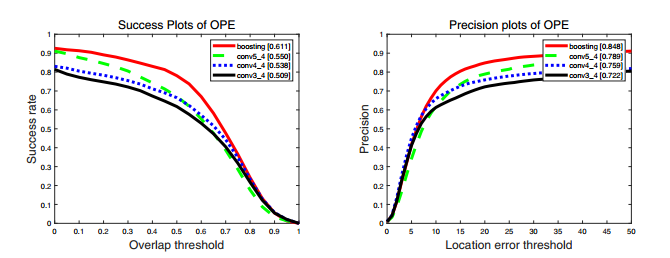 Success Plots of OPE
boosting [0.611]
conv5_4 [0.550]
conv4_4 [0.538]
conv3_4 [0.509]
Success rate
1
0.9
0.8
0.7
0.6
0.5
0.4
0.3
0.2
0.1
0
0 0.1 0.2 0.3 0.4 0.5 0.6 0.7 0.8 0.9 1
Overlap threshold
Precision plots of OPE
boosting [0.848]
conv5_4 [0.789]
conv4_4 [0.759]
conv3_4 [0.722]
Precision
1
0.9
0.8
0.7
0.6
0.5
0.4
0.3
0.2
0.1
0
0 5 10 15 20 25 30 35 40 45 50
Location error threshold